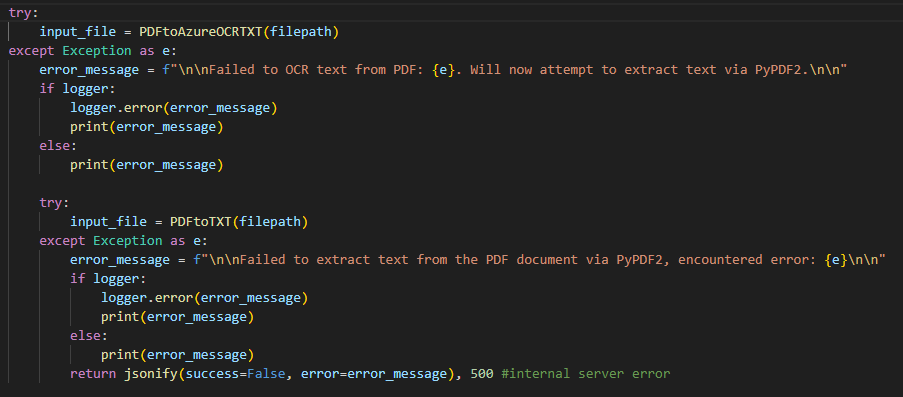 try:
    input_file = PDFtoAzureOCRTXT(filepath)
except Exception as e:
    error_message = f"\n\nFailed to OCR text from PDF: {e}. Will now attempt to extract text via PyPDF2.\n\n"
    if logger:
        logger.error(error_message)
        print(error_message)
    else:
        print(error_message)

    try:
        input_file = PDFtoTXT(filepath)
    except Exception as e:
        error_message = f"\n\nFailed to extract text from the PDF document via PyPDF2, encountered error: {e}\n\n"
        if logger:
            logger.error(error_message)
            print(error_message)
        else:
            print(error_message)
        return jsonify(success=False, error=error_message), 500 #internal server error